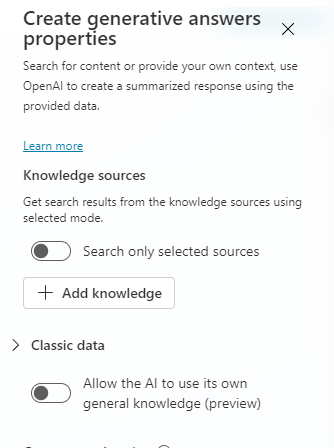 Create generative answers
properties
Search for content or provide your own context, use
OpenAI to create a summarized response using the
provided data.
Learn more
Knowledge sources
Get search results from the knowledge sources using
selected mode.
Search only selected sources
Add knowledge
Classic data
Allow the AI to use its own
general knowledge (preview)